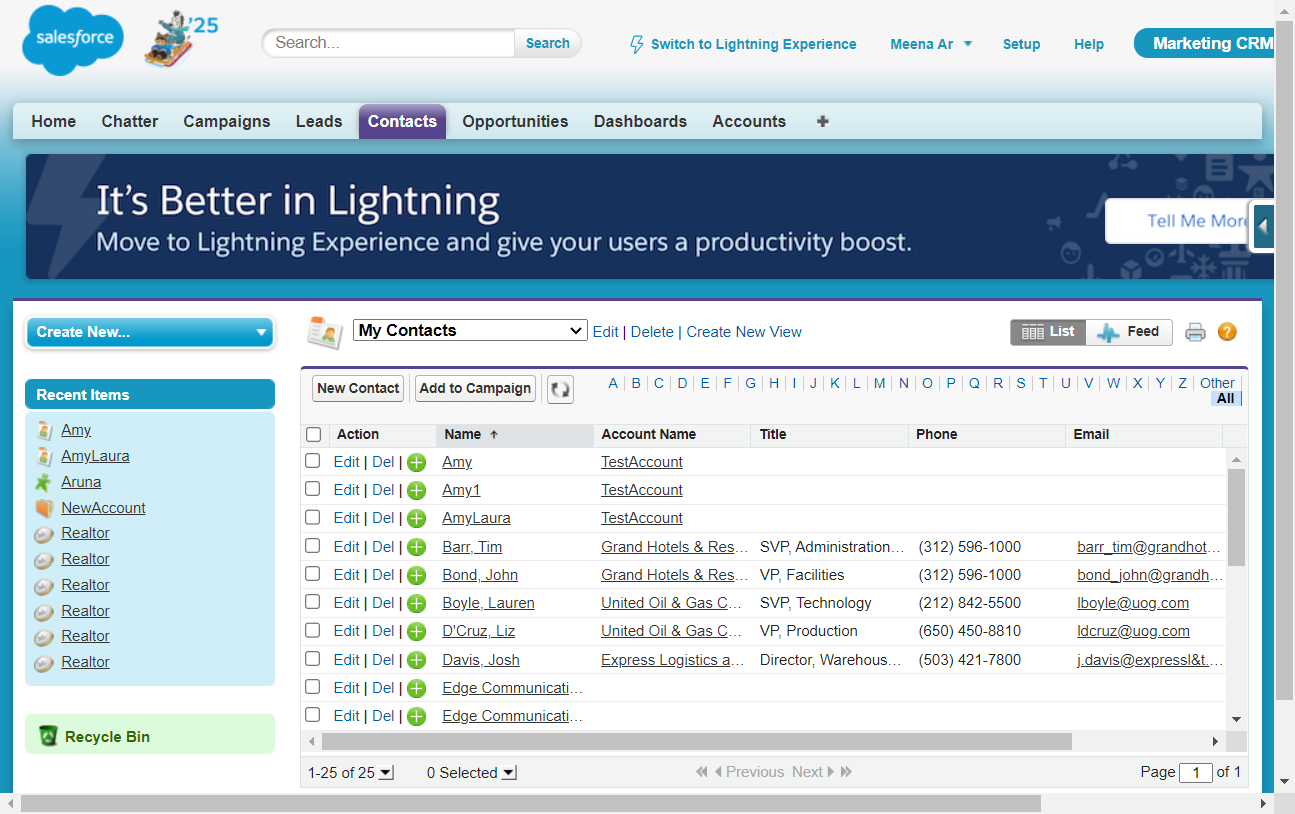 salesforce
'25
Search...
Search
Switch to Lightning Experience
Meena Ar
Setup
Help
Marketing CRM
Home
Chatter
Campaigns
Leads
Contacts
Opportunities
Dashboards
Accounts
It's Better in Lightning
Move to Lightning Experience and give your users a productivity boost.
Tell Me More
Create New...
My Contacts
Edit | Delete | Create New View
List
Feed
Recent Items
Amy
AmyLaura
Aruna
NewAccount
Realtor
Realtor
Realtor
Realtor
Realtor
Realtor
Recycle Bin
New Contact
Add to Campaign
A B C D E F G H I J K L M N O P Q R S T U V W X Y Z Other
All
Action Name Account Name Title Phone Email
Edit | Del | Amy TestAccount
Edit | Del | Amy1 TestAccount
Edit | Del | AmyLaura TestAccount
Edit | Del | Barr, Tim Grand Hotels & Res... SVP, Administration... (312) 596-1000 barr_tim@grandhot...
Edit | Del | Bond, John Grand Hotels & Res... VP, Facilities (312) 596-1000 bond_john@grandh...
Edit | Del | Boyle, Lauren United Oil & Gas C... SVP, Technology (212) 842-5500 lboyle@uog.com
Edit | Del | D'Cruz, Liz United Oil & Gas C... VP, Production (650) 450-8810 ldcruz@uog.com
Edit | Del | Davis, Josh Express Logistics a... Director, Warehous... (503) 421-7800 j.davis@expressl&t....
Edit | Del | Edge Communicati...
Edit | Del | Edge Communicati...
1-25 of 25
0 Selected
Previous Next
Page 1 of 1